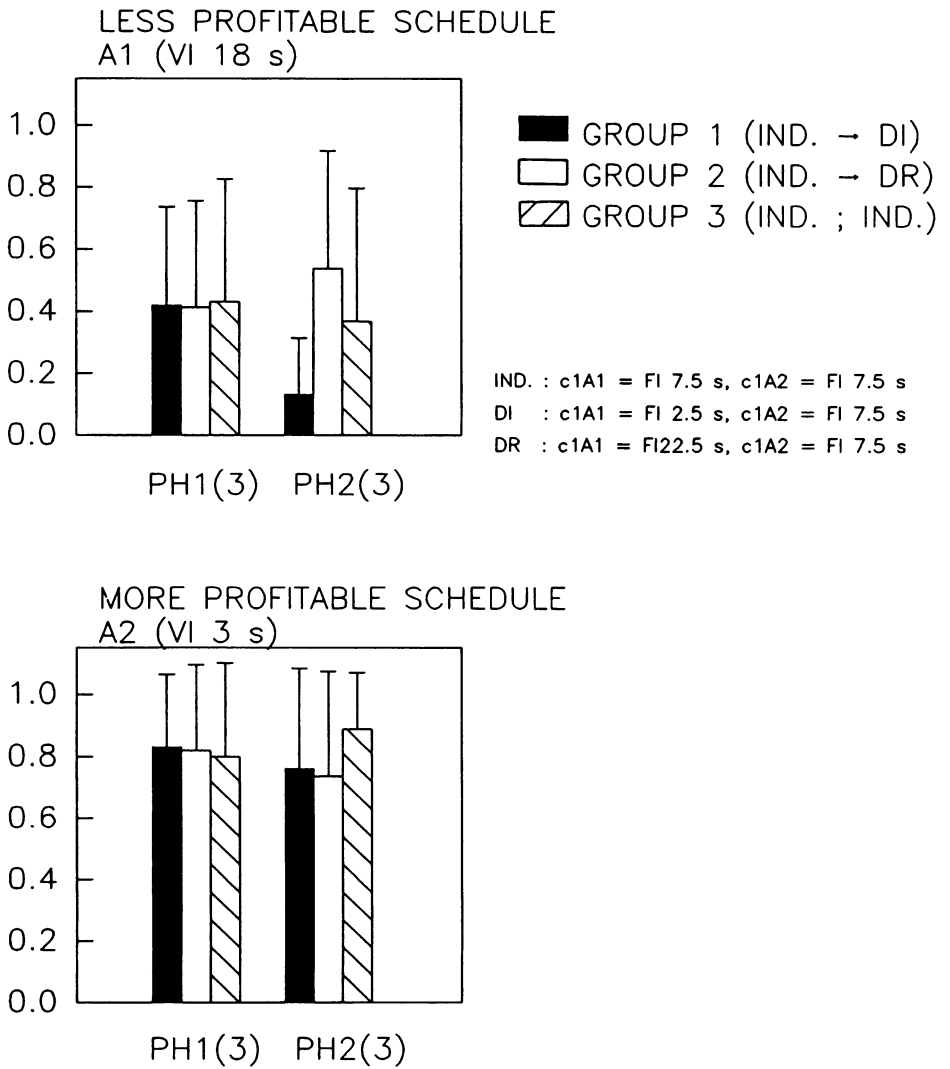 LESS PROFITABLE SCHEDULE
A1 (VI 18 s)
1.0
0.8
0.6
0.4
0.2
0.0
PH1(3) PH2(3)
GROUP 1 (IND. → DI)
GROUP 2 (IND. → DR)
GROUP 3 (IND. ; IND.)
IND. : c1A1 = FI 7.5 s, c1A2 = FI 7.5 s
DI : c1A1 = FI 2.5 s, c1A2 = FI 7.5 s
DR : c1A1 = FI22.5 s, c1A2 = FI 7.5 s
MORE PROFITABLE SCHEDULE
A2 (VI 3 s)
1.0
0.8
0.6
0.4
0.2
0.0
PH1(3) PH2(3)